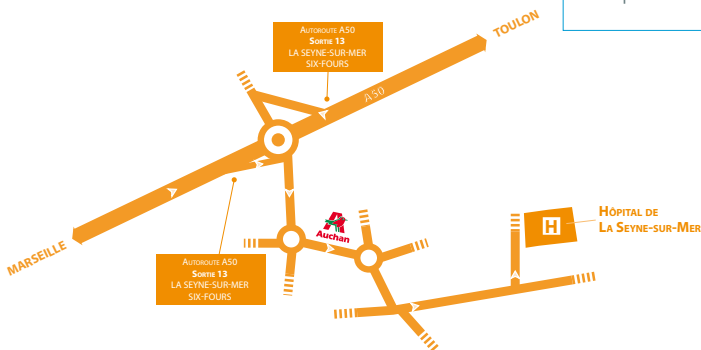 TOULON
AUTOROUTE A50
SORTIE 13
LA SEYNE-SUR-MER
SIX-FOURS
A50
Auchan
H
HÔPITAL DE
LA SEYNE-SUR-MER
MARSEILLE
AUTOROUTE A50
SORTIE 13
LA SEYNE-SUR-MER
SIX-FOURS